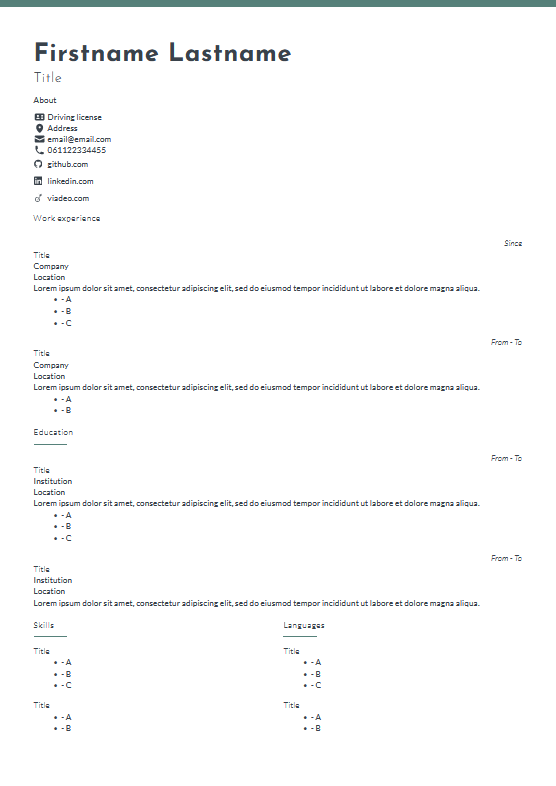 Firstname Lastname
Title
About
Driving license
Address
email@email.com
061122334455
github.com
linkedin.com
viadeo.com
Work experience
Since
Title
Company
Location
Lorem ipsum dolor sit amet, consectetur adipiscing elit, sed do eiusmod tempor incididunt ut labore et dolore magna aliqua.
• - A
• - B
• - C
From - To
Title
Company
Location
Lorem ipsum dolor sit amet, consectetur adipiscing elit, sed do eiusmod tempor incididunt ut labore et dolore magna aliqua.
• - A
• - B
Education
From - To
Title
Institution
Location
Lorem ipsum dolor sit amet, consectetur adipiscing elit, sed do eiusmod tempor incididunt ut labore et dolore magna aliqua.
• - A
• - B
• - C
From - To
Title
Institution
Location
Lorem ipsum dolor sit amet, consectetur adipiscing elit, sed do eiusmod tempor incididunt ut labore et dolore magna aliqua.
Skills
Title
• - A
• - B
• - C
Title
• - A
• - B
Languages
Title
• - A
• - B
• - C
Title
• - A
• - B